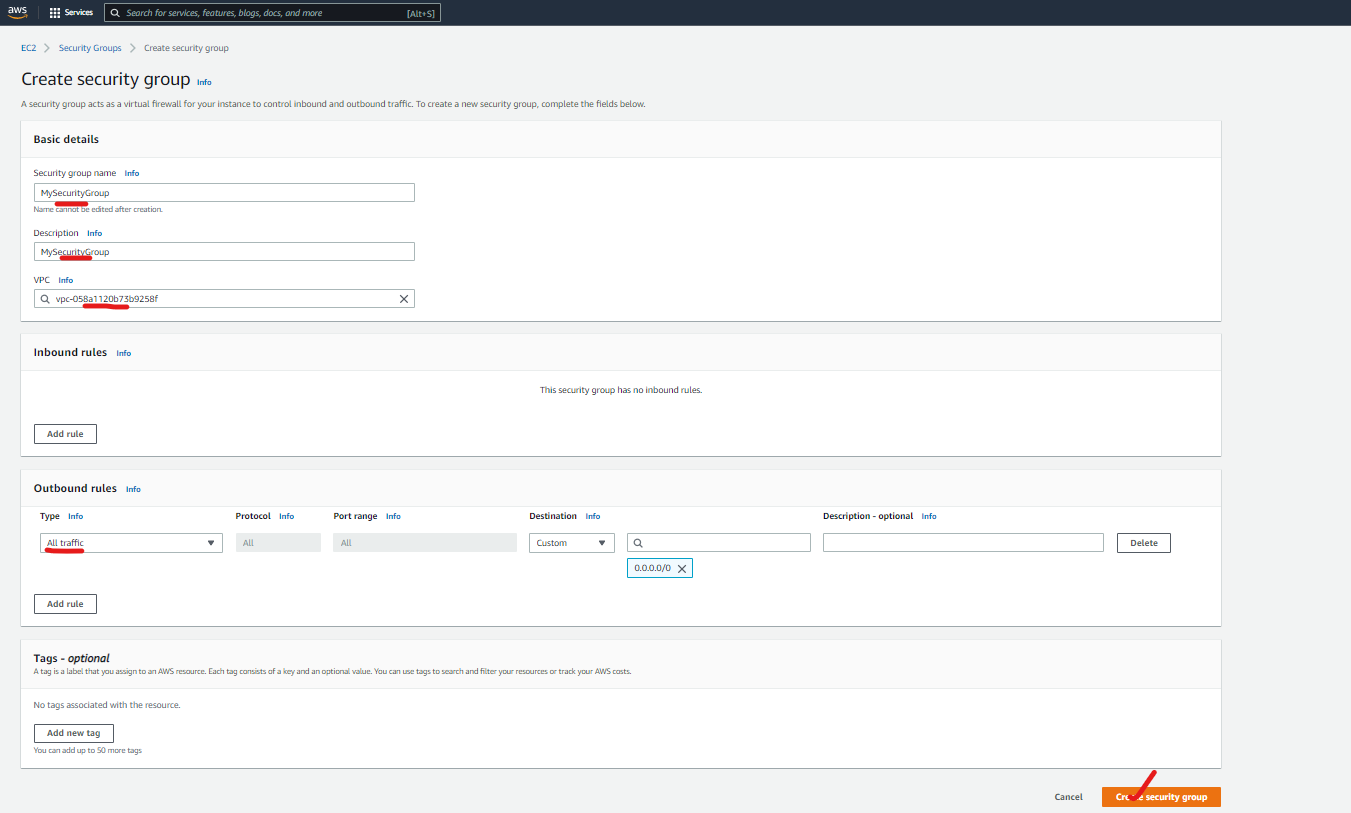 aws Services Search for services, features, blogs, docs, and more [Alt+S]
EC2 Security Groups Create security group
Create security group Info
A security group acts as a virtual firewall for your instance to control inbound and outbound traffic. To create a new security group, complete the fields below.
Basic details
Security group name Info
MySecurityGroup
Name cannot be edited after creation.
Description Info
MySecurityGroup
VPC Info
vpc-058a1120b73b9258f
Inbound rules Info
This security group has no inbound rules.
Add rule
Outbound rules Info
Type Info Protocol Info Port range Info Destination Info Description - optional Info
All traffic All All Custom Delete
0.0.0.0/0
Add rule
Tags - optional
A tag is a label that you assign to an AWS resource. Each tag consists of a key and an optional value. You can use tags to search and filter your resources or track your AWS costs.
No tags associated with the resource.
Add new tag
You can add up to 50 more tags
Cancel Create security group